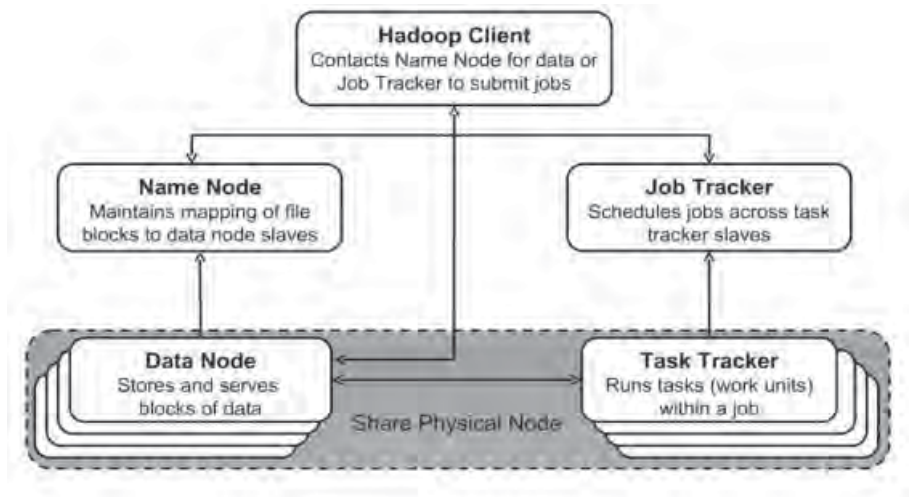 Hadoop Client
Contacts Name Node for data or
Job Tracker to submit jobs
Name Node
Maintains mapping of file
blocks to data node slaves
Job Tracker
Schedules jobs across task
tracker slaves
Data Node
Stores and serves
blocks of data
Task Tracker
Runs tasks (work units)
within a job
Share Physical Node